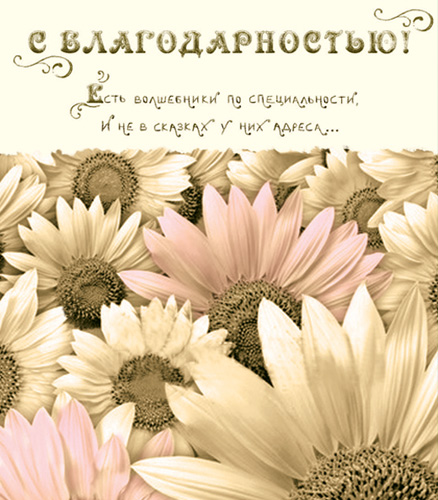 С БЛАГОДАРНОСТЬЮ!
Есть волшебники по специальности,
И не в сказках у них адреса...